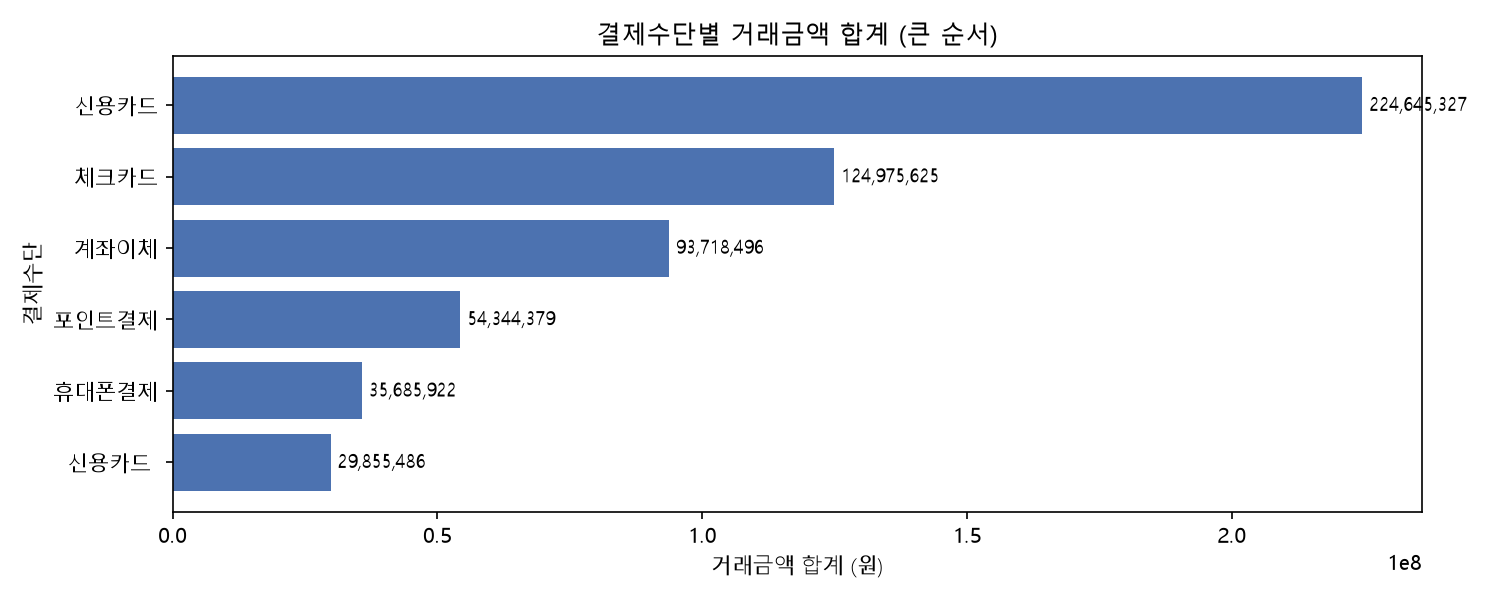 결제수단별 거래금액 합계 (큰 순서)
결제수단
신용카드 224,645,327
체크카드 124,975,625
계좌이체 93,718,496
포인트결제 54,344,379
휴대폰결제 35,685,922
신용카드 29,855,486
0.0 0.5 1.0 1.5 2.0
1e8
거래금액 합계 (원)